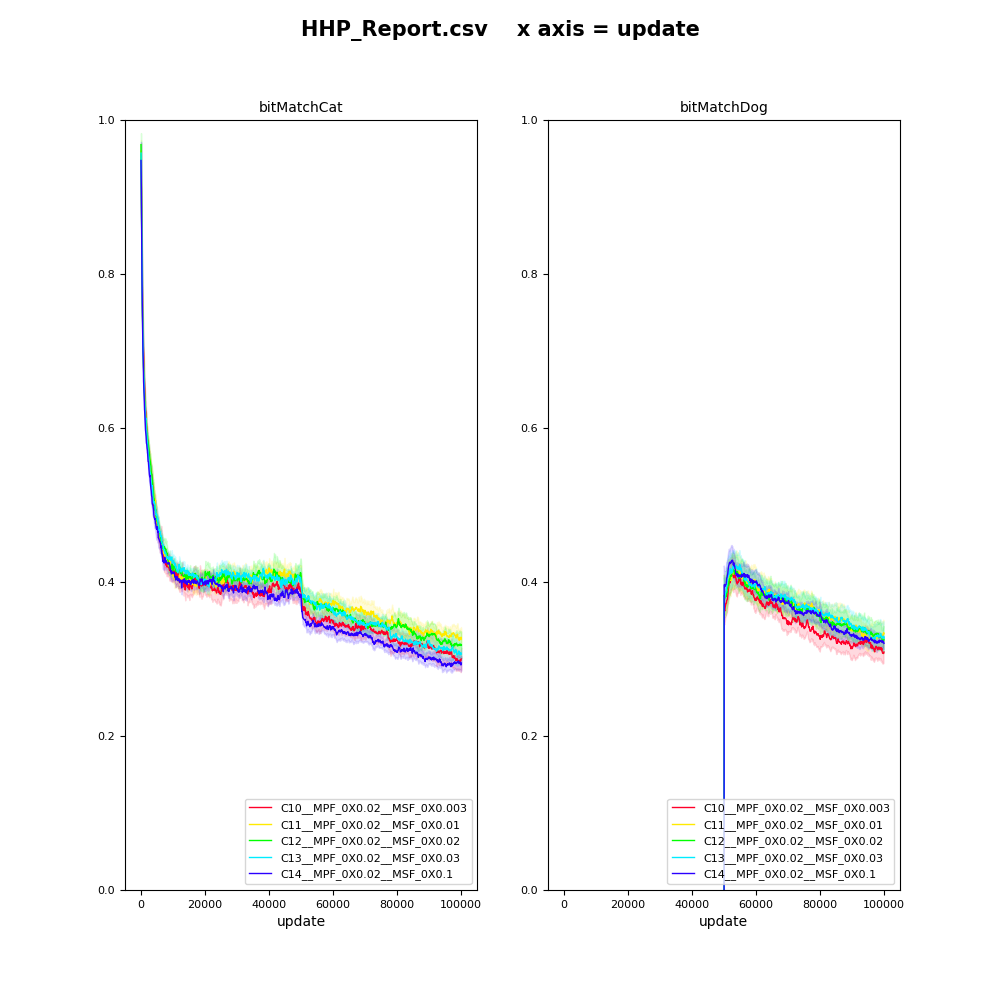 HHP_Report.csv    x axis = update
bitMatchCat
1.0
0.8
0.6
0.4
0.2
0.0
C10__MPF_0X0.02__MSF_0X0.003
C11__MPF_0X0.02__MSF_0X0.01
C12__MPF_0X0.02__MSF_0X0.02
C13__MPF_0X0.02__MSF_0X0.03
C14__MPF_0X0.02__MSF_0X0.1
0 20000 40000 60000 80000 100000
update
bitMatchDog
1.0
0.8
0.6
0.4
0.2
0.0
C10__MPF_0X0.02__MSF_0X0.003
C11__MPF_0X0.02__MSF_0X0.01
C12__MPF_0X0.02__MSF_0X0.02
C13__MPF_0X0.02__MSF_0X0.03
C14__MPF_0X0.02__MSF_0X0.1
0 20000 40000 60000 80000 100000
update